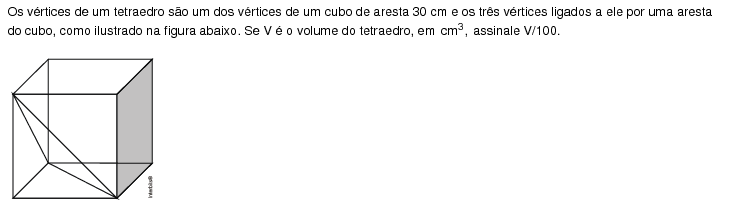 Os vértices de um tetraedro são um dos vértices de um cubo de aresta 30 cm e os três vértices ligados a ele por uma aresta
do cubo, como ilustrado na figura abaixo. Se V é o volume do tetraedro, em cm³, assinale V/100.